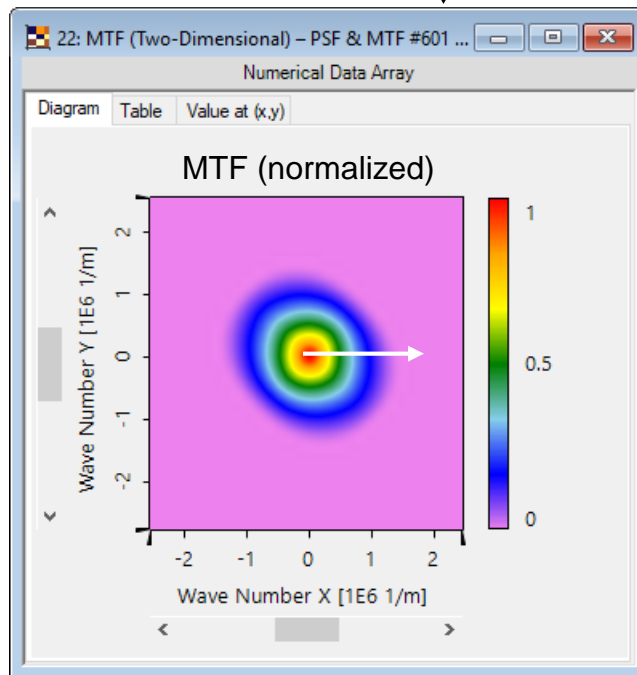 22: MTF (Two-Dimensional) – PSF & MTF #601 ...
Numerical Data Array
Diagram Table Value at (x,y)
MTF (normalized)
Wave Number Y [1E6 1/m]
2
1
0
-1
-2
1
0.5
0
-2 -1 0 1 2
Wave Number X [1E6 1/m]